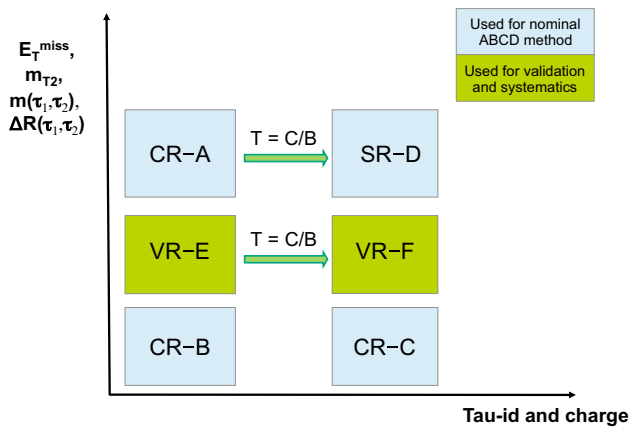 E_T^miss,
m_T2,
m(τ₁,τ₂),
ΔR(τ₁,τ₂)
Used for nominal
ABCD method
Used for validation
and systematics
CR−A
T = C/B
SR−D
VR−E
T = C/B
VR−F
CR−B
CR−C
Tau-id and charge